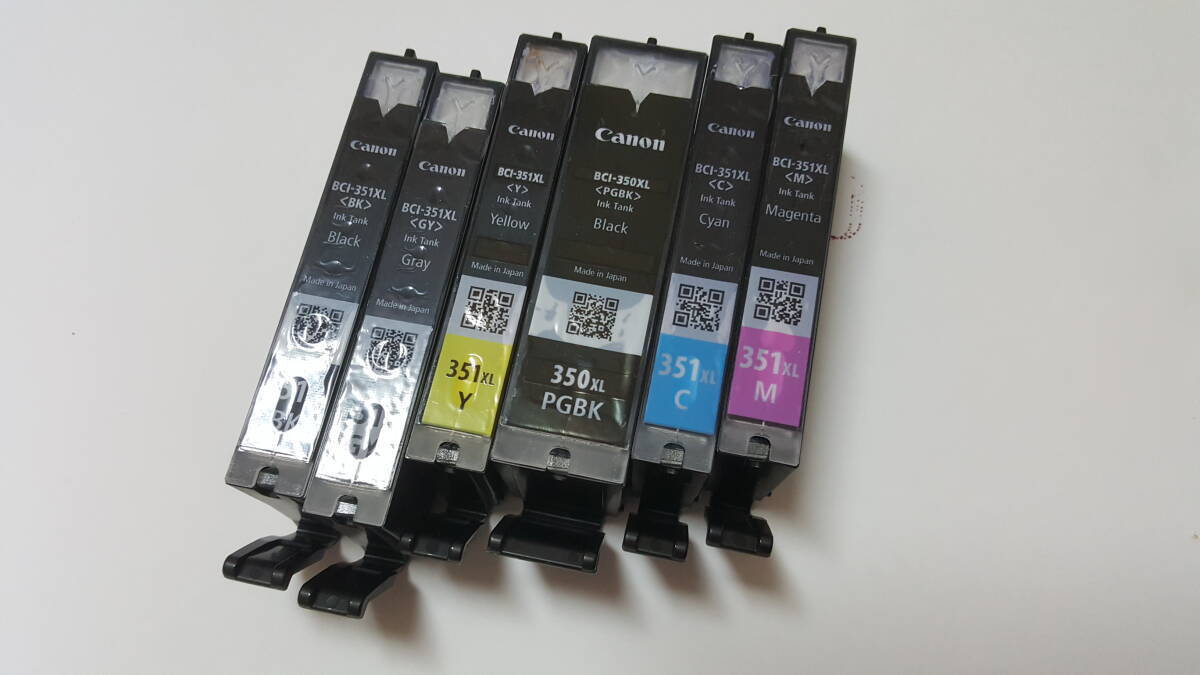 Canon
BCI-351XL
<BK>
Ink Tank
Black
Made in Japan
Canon
BCI-351XL
<GY>
Ink Tank
Gray
Made in Japan
Canon
BCI-351XL
<Y>
Ink Tank
Yellow
Made in Japan
351XL
Y
Canon
BCI-350XL
<PGBK>
Ink Tank
Black
Made in Japan
350XL
PGBK
Canon
BCI-351XL
<C>
Ink Tank
Cyan
Made in Japan
351XL
C
Canon
BCI-351XL
<M>
Ink Tank
Magenta
Made in Japan
351XL
M